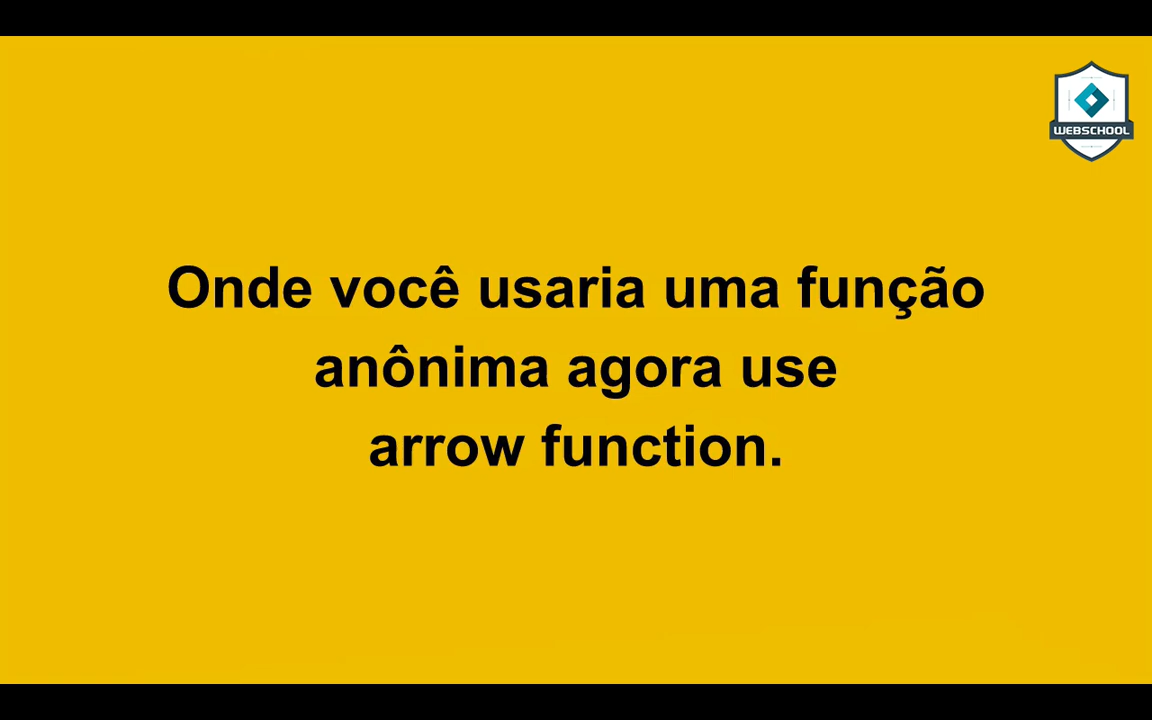 WEBSCHOOL
Onde você usaria uma função
anônima agora use
arrow function.